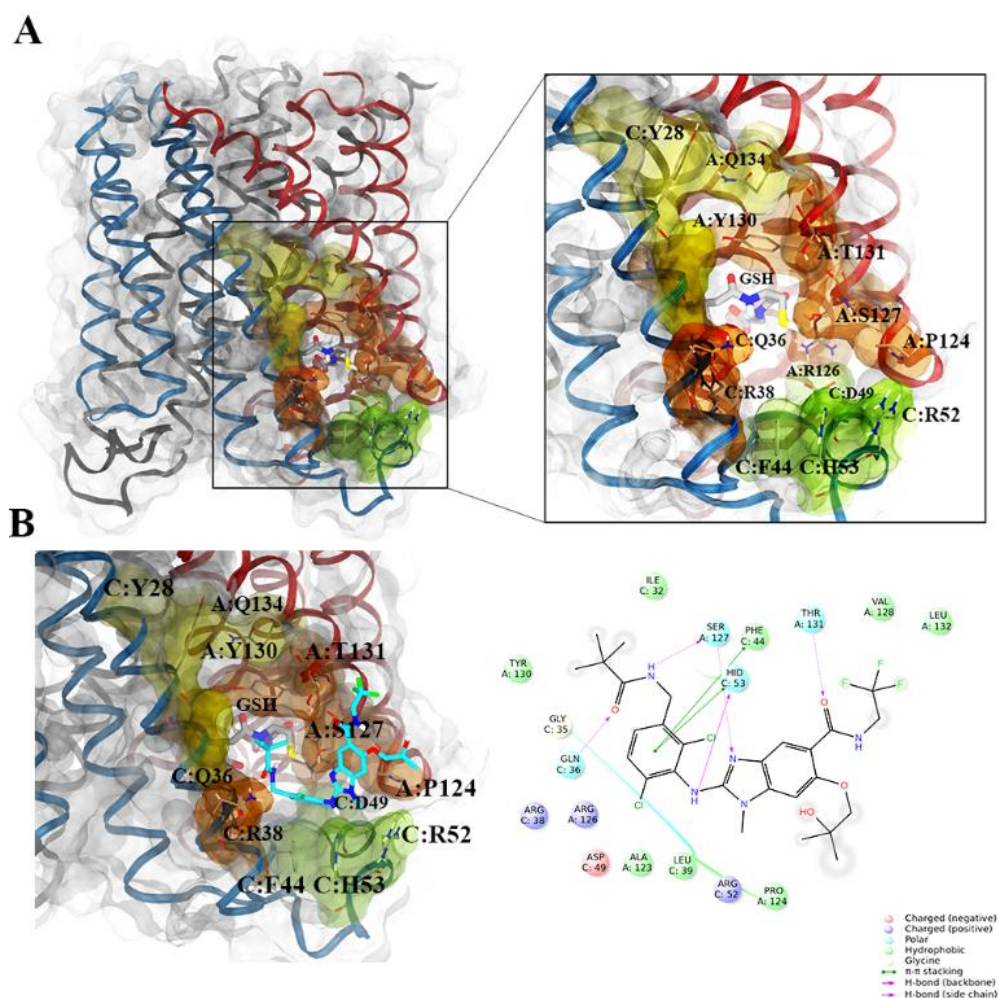 A
C:Y28
A:Q134
A:Y130
A:T131
GSH
A:S127
C:Q36
A:P124
A:R126
C:R38
C:D49
C:R52
C:F44 C:H53
B
C:Y28
A:Q134
A:Y130
A:T131
GSH
A:S127
C:Q36
C:D49
A:P124
C:R38
C:R52
C:F44 C:H53
ILE
C: 32
SER
A: 127
PHE
C: 44
THR
A: 131
VAL
A: 128
LEU
A: 132
TYR
A: 130
HID
C: 53
NH
O
O
F
F
F
GLY
C: 35
GLN
C: 36
Cl
Cl
NH
N
N
NH
O
HO
ARG
C: 38
ARG
A: 126
ASP
C: 49
ALA
A: 123
LEU
C: 39
ARG
C: 52
PRO
A: 124
Charged (negative)
Charged (positive)
Polar
Hydrophobic
Glycine
π-π stacking
H-bond (backbone)
H-bond (side chain)